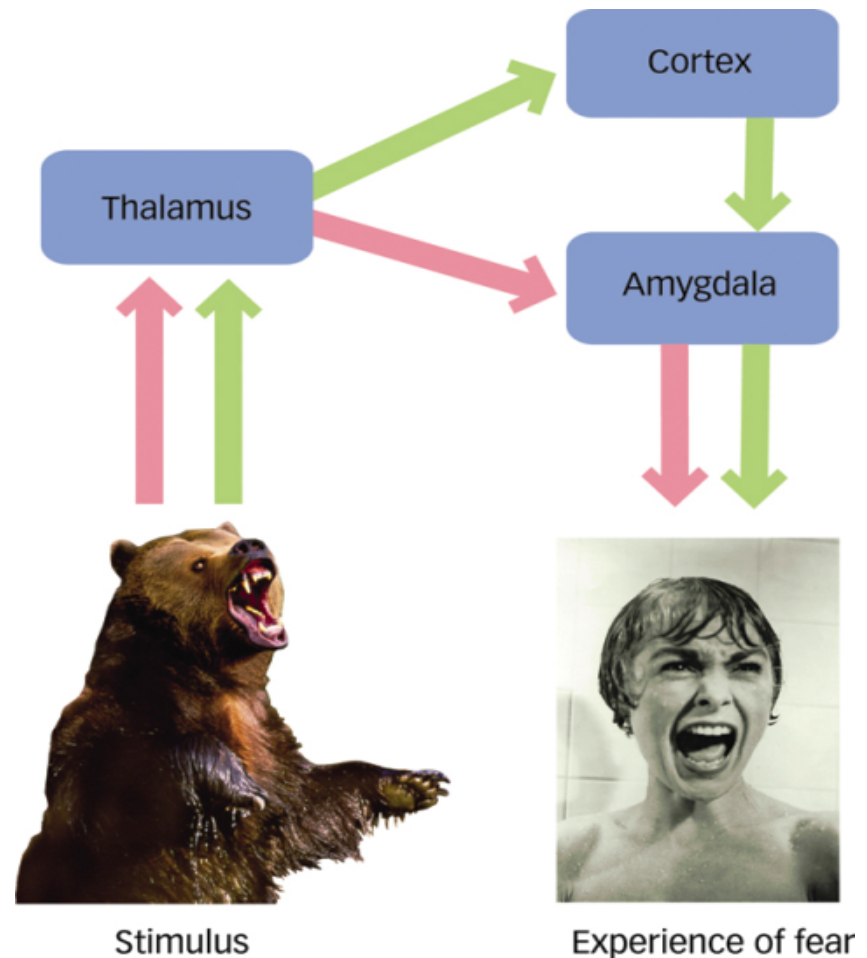 Cortex
Thalamus
Amygdala
Stimulus
Experience of fear